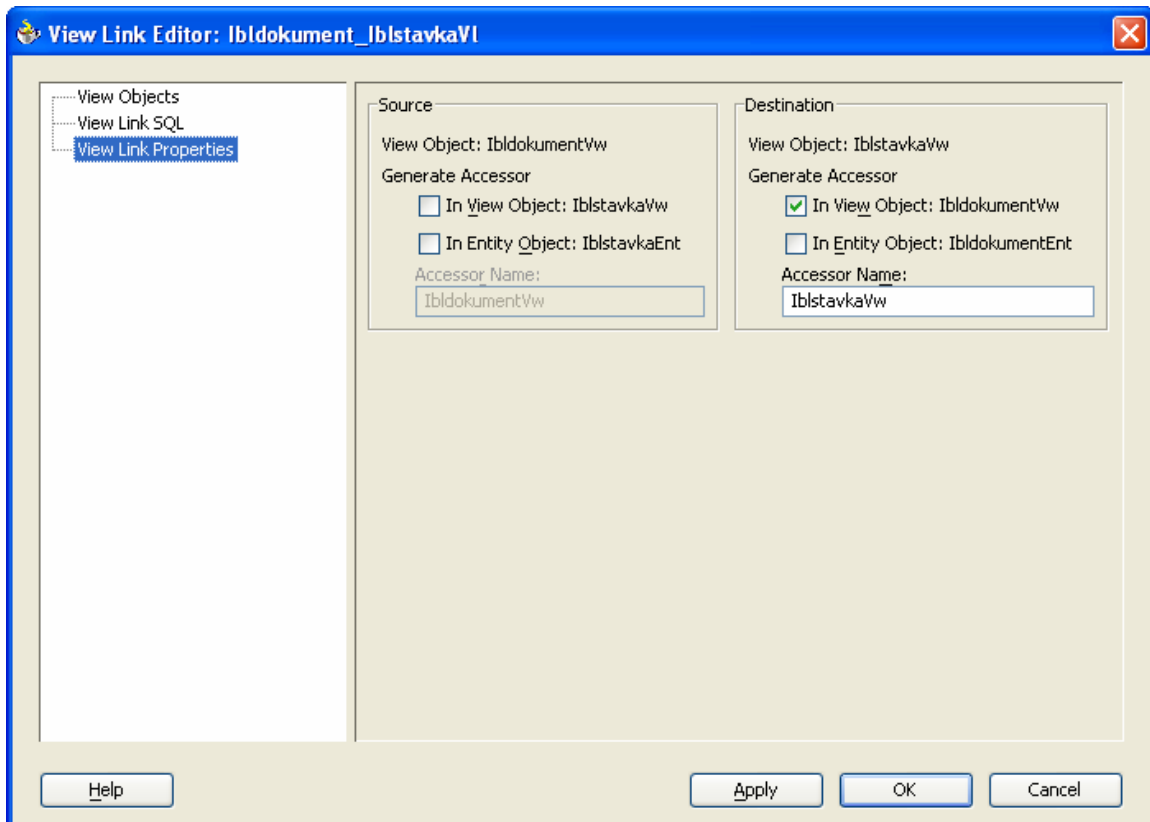 View Link Editor: Ibldokument_IblstavkaVl
View Objects
View Link SQL
View Link Properties
Source
View Object: IbldokumentVw
Generate Accessor
In View Object: IblstavkaVw
In Entity Object: IblstavkaEnt
Accessor Name:
IbldokumentVw
Destination
View Object: IblstavkaVw
Generate Accessor
In View Object: IbldokumentVw
In Entity Object: IbldokumentEnt
Accessor Name:
IblstavkaVw
Help
Apply
OK
Cancel